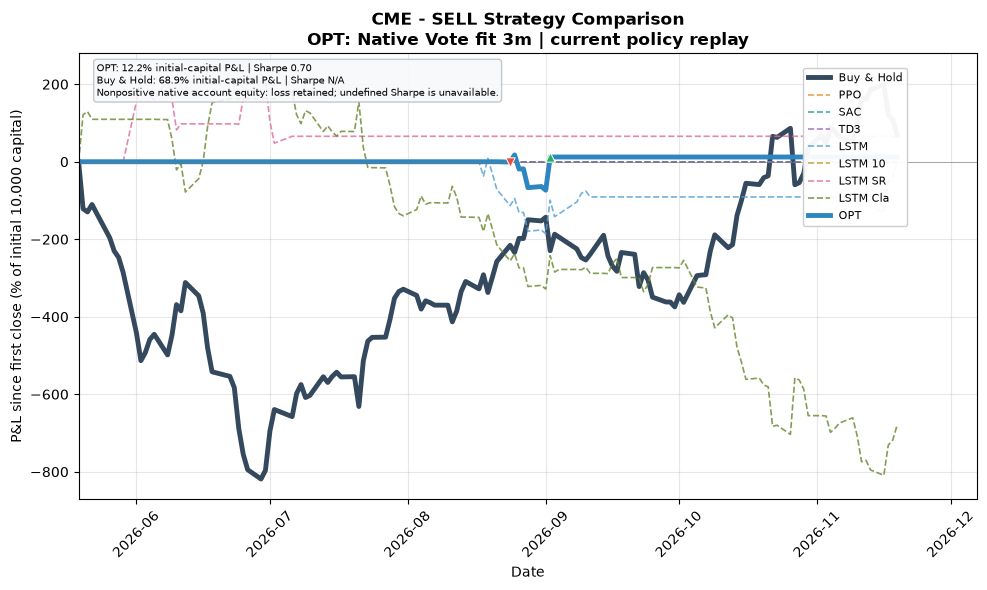 CME - SELL Strategy Comparison
OPT: Native Vote fit 3m | current policy replay
OPT: 12.2% initial-capital P&L | Sharpe 0.70
Buy & Hold: 68.9% initial-capital P&L | Sharpe N/A
Nonpositive native account equity: loss retained; undefined Sharpe is unavailable.
Buy & Hold
PPO
SAC
TD3
LSTM
LSTM 10
LSTM SR
LSTM Cla
OPT
P&L since first close (% of initial 10,000 capital)
200
0
−200
−400
−600
−800
2026-06
2026-07
2026-08
2026-09
2026-10
2026-11
2026-12
Date